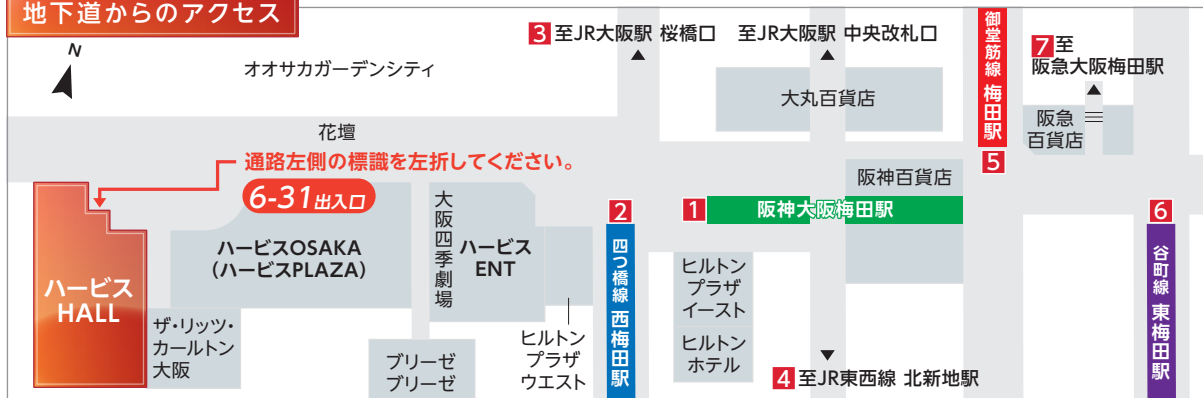 地下道からのアクセス
N
オオサカガーデンシティ
3 至JR大阪駅 桜橋口
至JR大阪駅 中央改札口
御堂筋線 梅田駅
5
7 至
阪急大阪梅田駅
大丸百貨店
阪急
百貨店
花壇
通路左側の標識を左折してください。
6-31出入口
阪神百貨店
1
阪神大阪梅田駅
2
四つ橋線 西梅田駅
6
谷町線 東梅田駅
ハービスOSAKA
(ハービスPLAZA)
大阪四季劇場
ハービス
ENT
ヒルトン
プラザ
イースト
ハービス
HALL
ザ・リッツ・
カールトン
大阪
ブリーゼ
ブリーゼ
ヒルトン
プラザ
ウエスト
ヒルトン
ホテル
4 至JR東西線 北新地駅